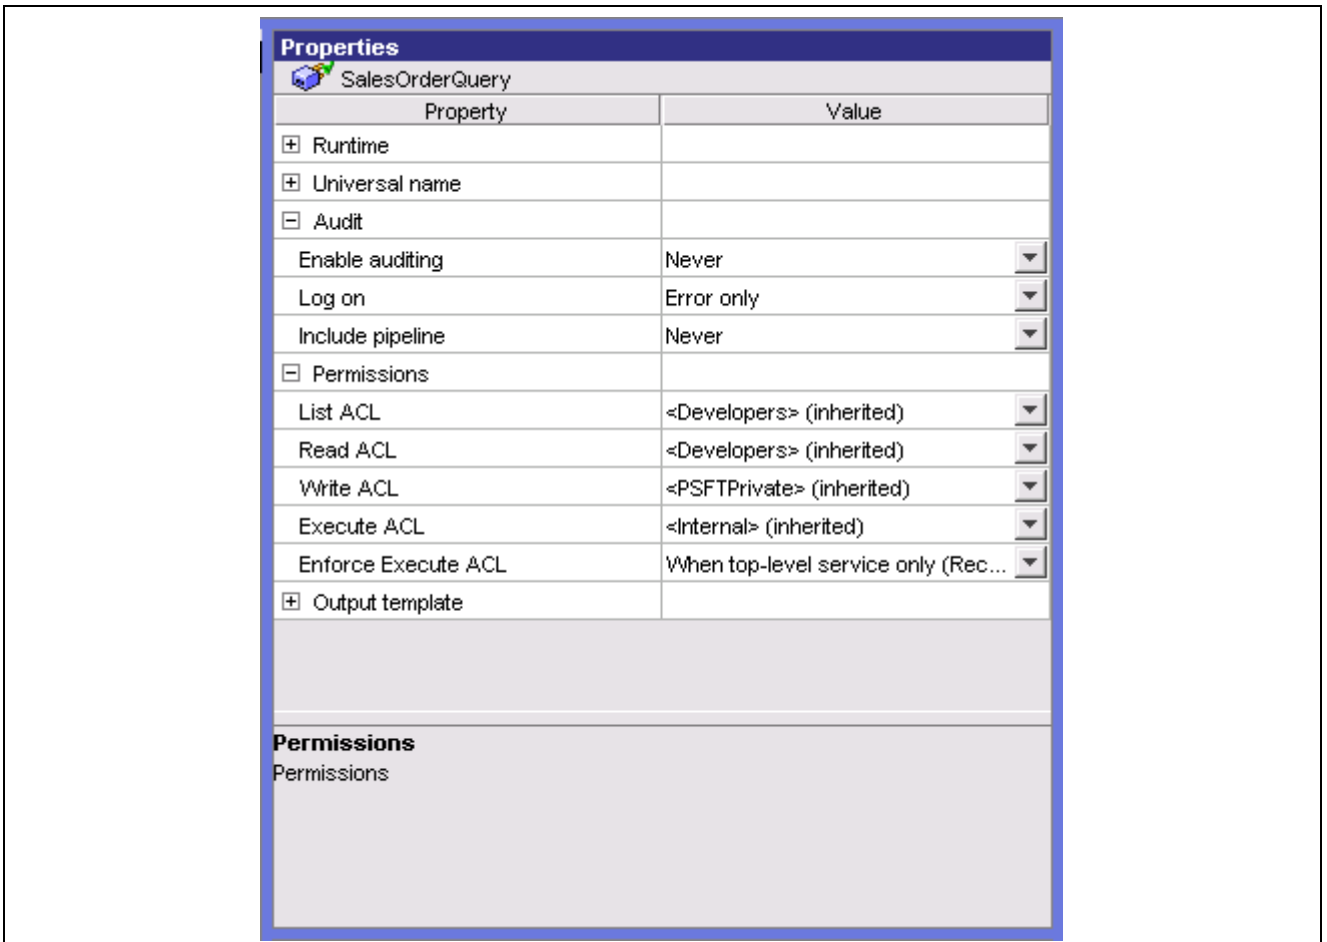 Properties
SalesOrderQuery
Property Value
Runtime
Universal name
Audit
Enable auditing Never
Log on Error only
Include pipeline Never
Permissions
List ACL <Developers> (inherited)
Read ACL <Developers> (inherited)
Write ACL <PSFTPrivate> (inherited)
Execute ACL <Internal> (inherited)
Enforce Execute ACL When top-level service only (Rec...
Output template
Permissions
Permissions